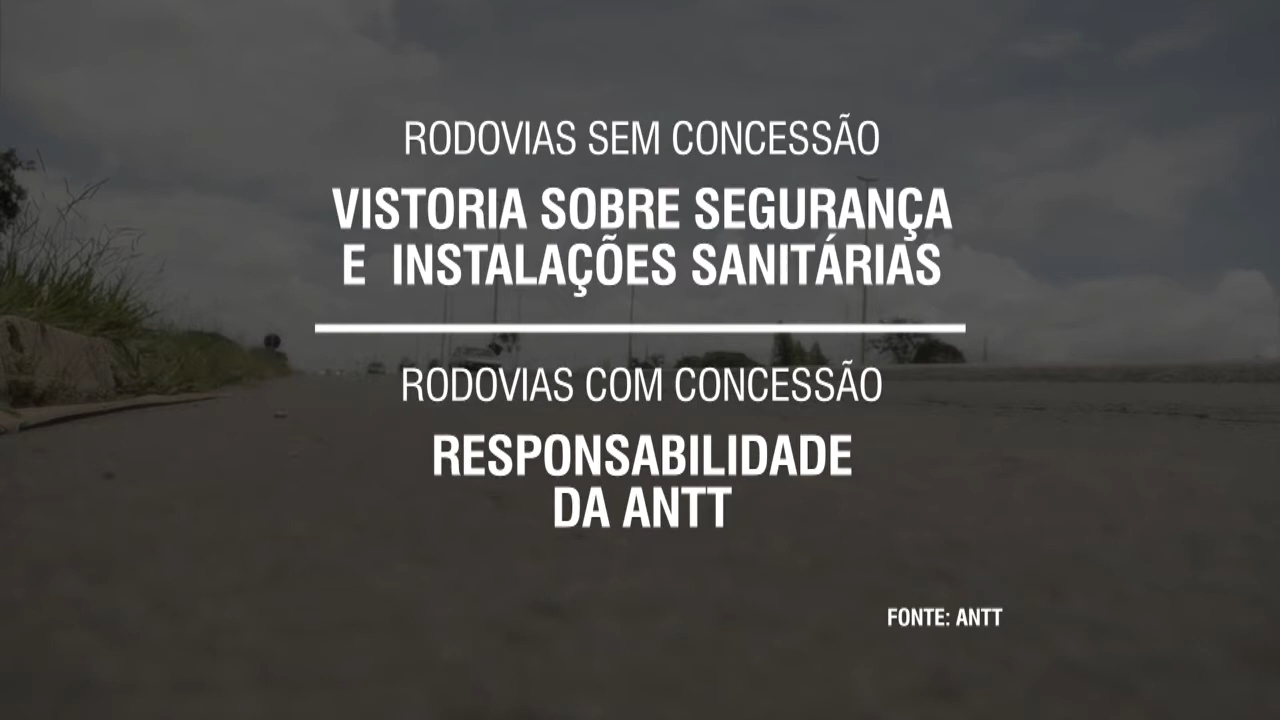 RODOVIAS SEM CONCESSÃO
VISTORIA SOBRE SEGURANÇA
E INSTALAÇÕES SANITÁRIAS
RODOVIAS COM CONCESSÃO
RESPONSABILIDADE
DA ANTT
FONTE: ANTT